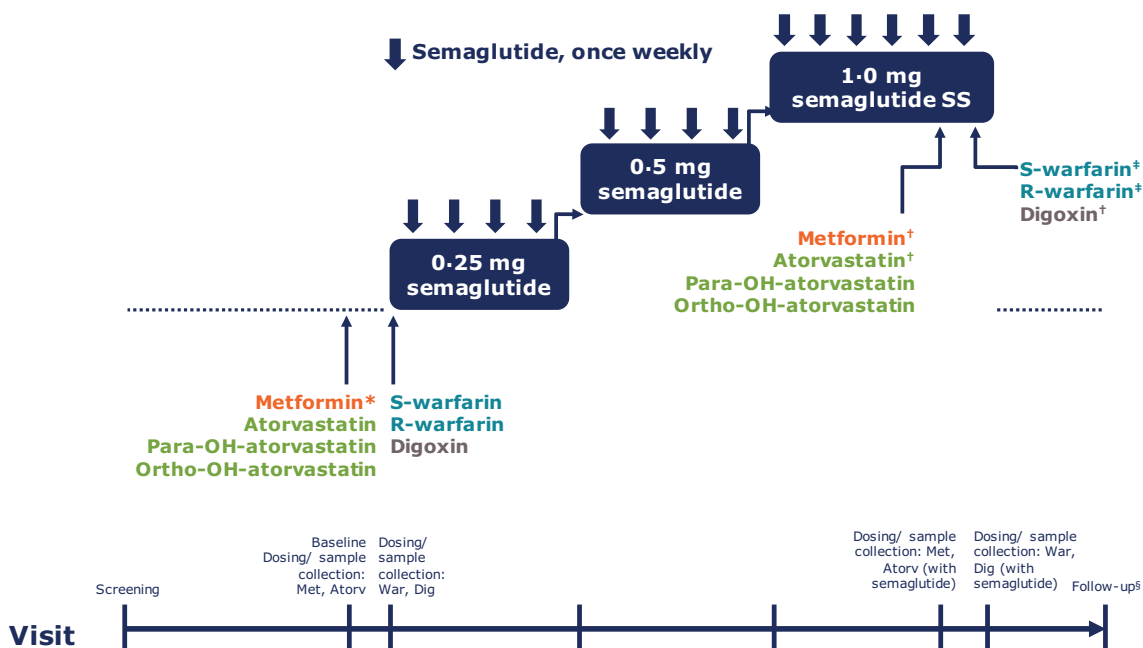 Semaglutide, once weekly
1·0 mg
semaglutide SS
0·5 mg
semaglutide
0·25 mg
semaglutide
S-warfarin‡
R-warfarin‡
Digoxin†
Metformin†
Atorvastatin†
Para-OH-atorvastatin
Ortho-OH-atorvastatin
Metformin*
Atorvastatin
Para-OH-atorvastatin
Ortho-OH-atorvastatin
S-warfarin
R-warfarin
Digoxin
Screening
Baseline
Dosing/ sample
collection:
Met, Atorv
Dosing/
sample
collection:
War, Dig
Dosing/ sample
collection: Met,
Atorv (with
semaglutide)
Dosing/ sample
collection: War,
Dig (with
semaglutide)
Follow-up§
Visit